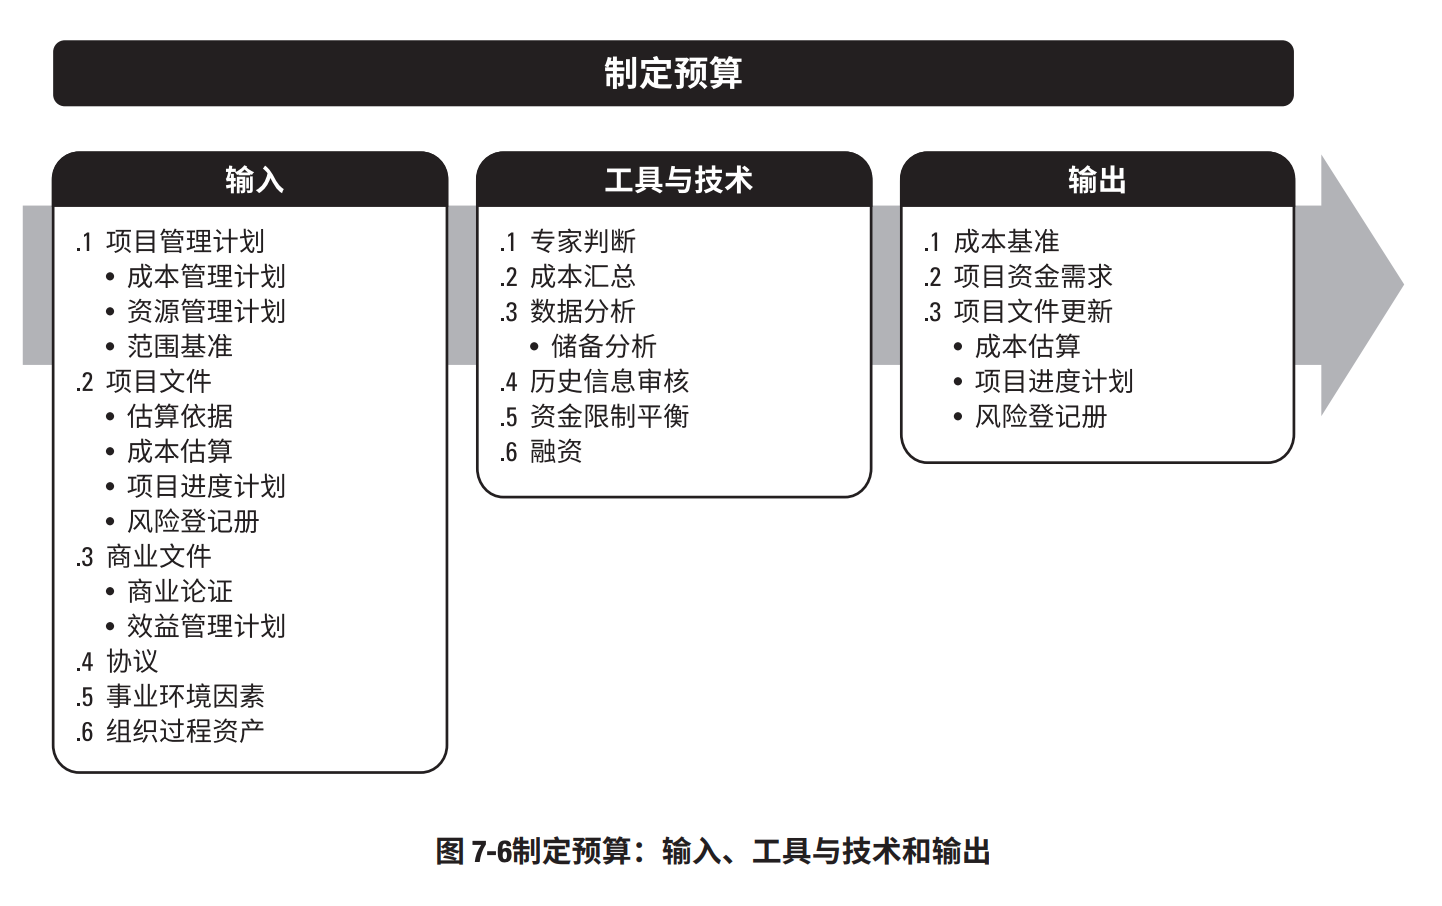 制定预算
输入
.1 项目管理计划
• 成本管理计划
• 资源管理计划
• 范围基准
.2 项目文件
• 估算依据
• 成本估算
• 项目进度计划
• 风险登记册
.3 商业文件
• 商业论证
• 效益管理计划
.4 协议
.5 事业环境因素
.6 组织过程资产
工具与技术
.1 专家判断
.2 成本汇总
.3 数据分析
• 储备分析
.4 历史信息审核
.5 资金限制平衡
.6 融资
输出
.1 成本基准
.2 项目资金需求
.3 项目文件更新
• 成本估算
• 项目进度计划
• 风险登记册
图 7-6制定预算：输入、工具与技术和输出